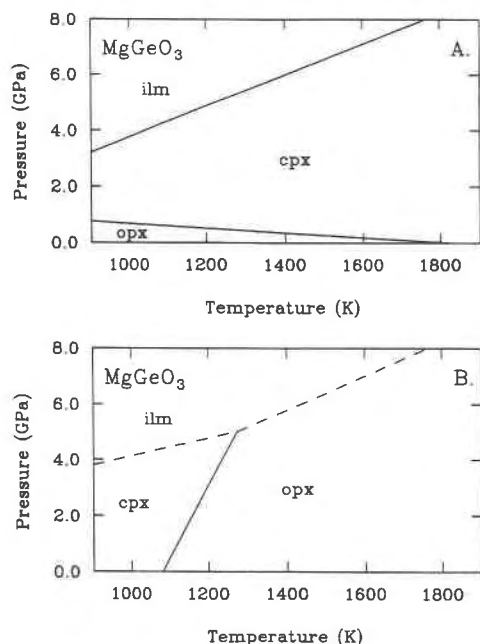 8.0
MgGeO3
A.
ilm
6.0
4.0
cpx
2.0
opx
0.0
1000 1200 1400 1600 1800
Pressure (GPa)
Temperature (K)
8.0
MgGeO3
B.
ilm
6.0
4.0
cpx
opx
2.0
0.0
1000 1200 1400 1600 1800
Pressure (GPa)
Temperature (K)